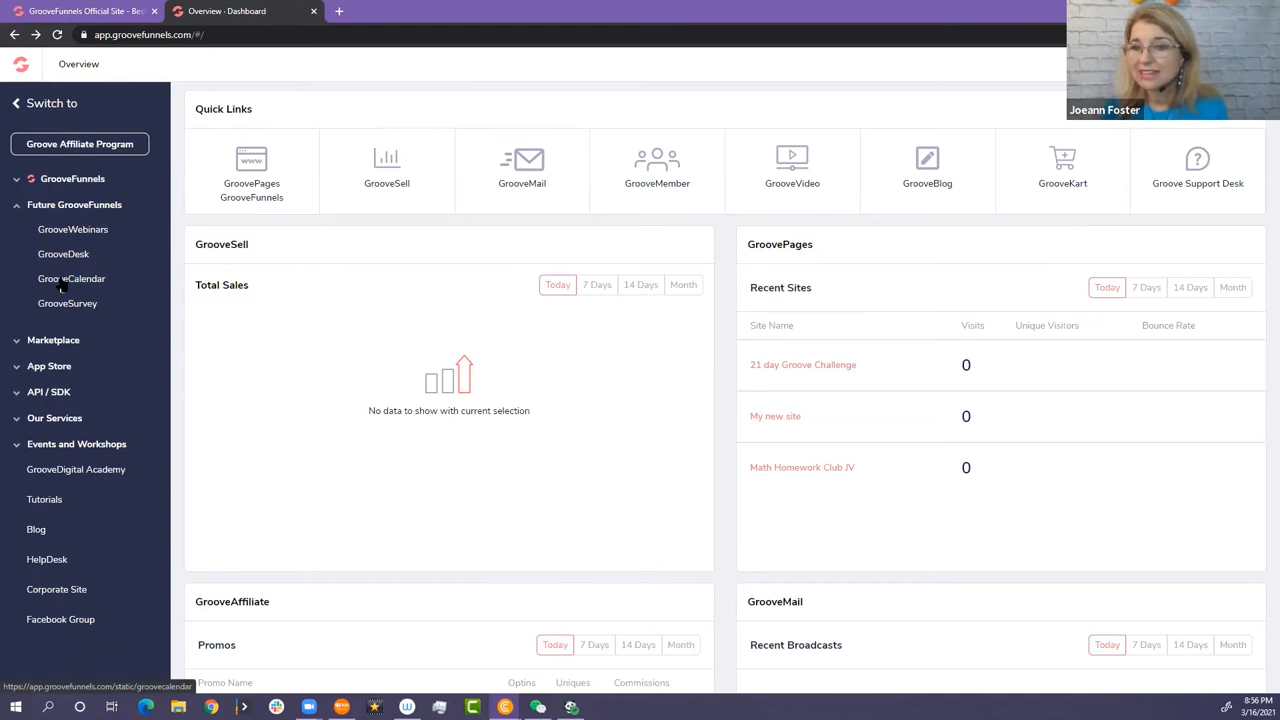 GrooveFunnels Official Site - Bes
Overview - Dashboard
app.groovefunnels.com/#/
Overview
Joeann Foster
Switch to
Groove Affiliate Program
GrooveFunnels
Future GrooveFunnels
GrooveWebinars
GrooveDesk
GrooveCalendar
GrooveSurvey
Marketplace
App Store
API / SDK
Our Services
Events and Workshops
GrooveDigital Academy
Tutorials
Blog
HelpDesk
Corporate Site
Facebook Group
Quick Links
WWW
GroovePages
GrooveFunnels
GrooveSell
GrooveMail
GrooveMember
GrooveVideo
GrooveBlog
GrooveKart
Groove Support Desk
GrooveSell
Total Sales
Today 7 Days 14 Days Month
No data to show with current selection
GroovePages
Recent Sites
Today 7 Days 14 Days Month
Site Name Visits Unique Visitors Bounce Rate
21 day Groove Challenge 0
My new site 0
Math Homework Club JV 0
GrooveAffiliate
Promos
Today 7 Days 14 Days Month
Promo Name Optins Uniques Commissions
GrooveMail
Recent Broadcasts
Today 7 Days 14 Days Month
https://app.groovefunnels.com/static/groovecalendar
8:56 PM
3/16/2021